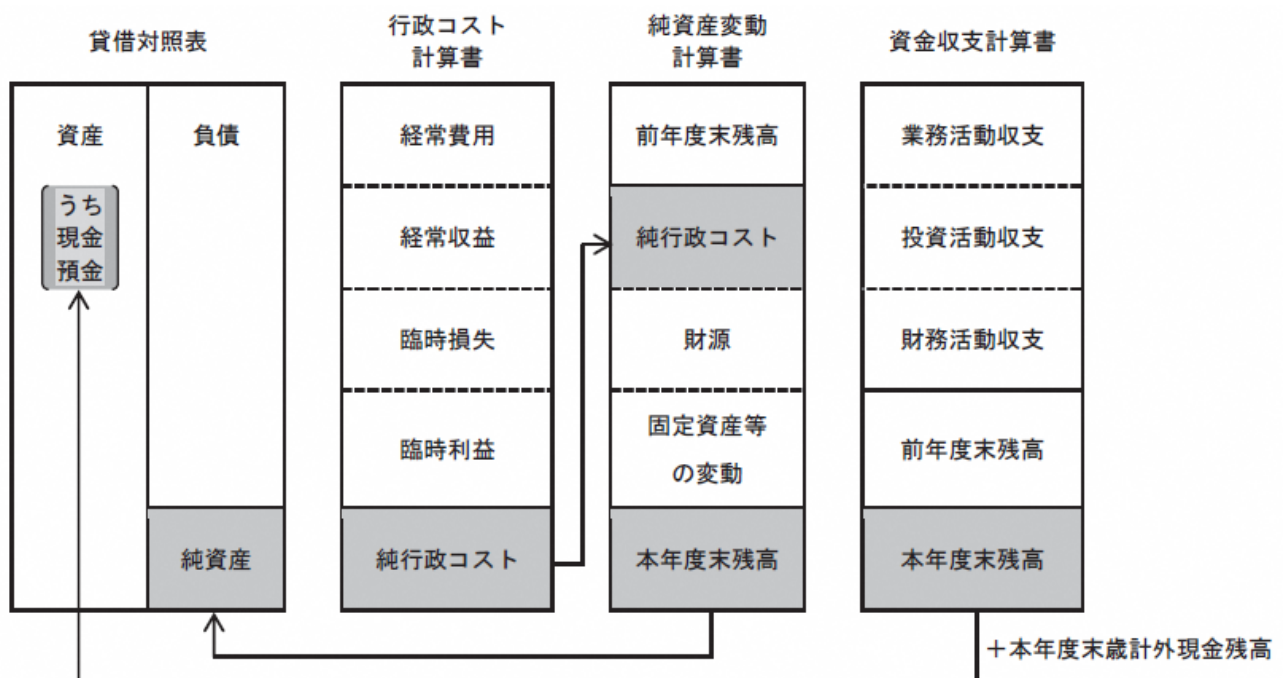 貸借対照表
資産
うち
現金
預金
負債
純資産
行政コスト
計算書
経常費用
経常収益
臨時損失
臨時利益
純行政コスト
純資産変動
計算書
前年度末残高
純行政コスト
財源
固定資産等
の変動
本年度末残高
資金収支計算書
業務活動収支
投資活動収支
財務活動収支
前年度末残高
本年度末残高
＋本年度末歳計外現金残高